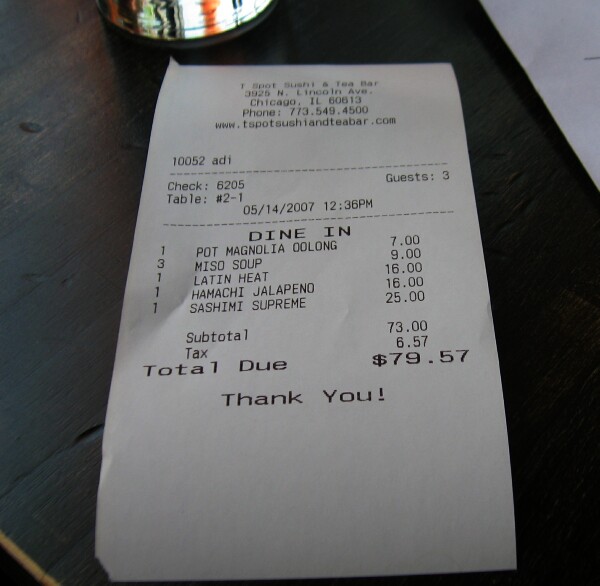 T Spot Sushi & Tea Bar
3925 N. Lincoln Ave.
Chicago, IL 60613
Phone: 773.549.4500
www.tspotsushiandteabar.com
10052 adi
Check: 6205 Guests: 3
Table: #2-1
05/14/2007 12:36PM
DINE IN
1 POT MAGNOLIA OOLONG 7.00
3 MISO SOUP 9.00
1 LATIN HEAT 16.00
1 HAMACHI JALAPENO 16.00
1 SASHIMI SUPREME 25.00
Subtotal 73.00
Tax 6.57
Total Due $79.57
Thank You!